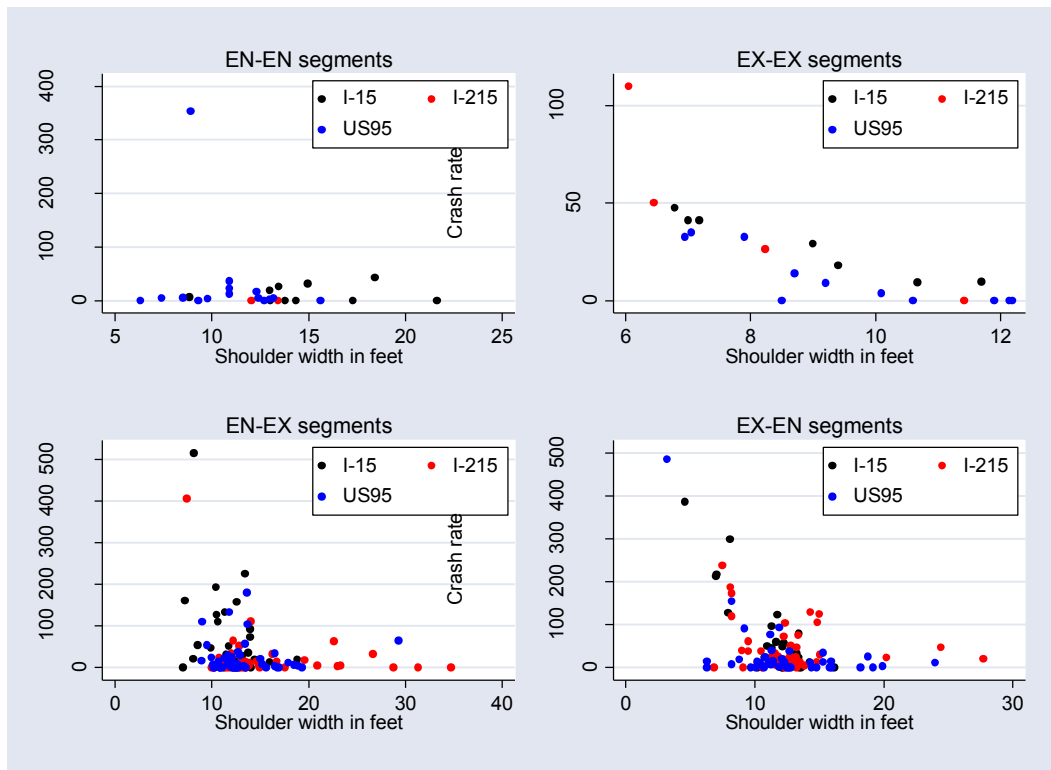 EN-EN segments
400
300
200
100
0
I-15
I-215
US95
Crash rate
5
10
15
20
25
Shoulder width in feet
EX-EX segments
100
50
0
I-15
I-215
US95
6
8
10
12
Shoulder width in feet
EN-EX segments
500
400
300
200
100
0
I-15
I-215
US95
Crash rate
0
10
20
30
40
Shoulder width in feet
EX-EN segments
500
400
300
200
100
0
I-15
I-215
US95
0
10
20
30
Shoulder width in feet